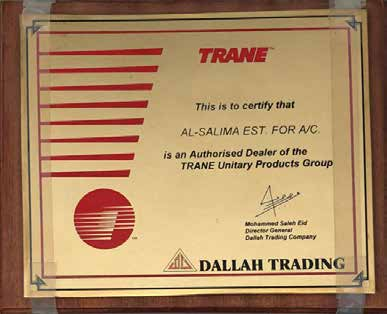 TRANE™
This is to certify that
AL-SALIMA EST. FOR A/C.
is an Authorised Dealer of the
TRANE Unitary Products Group
Mohammed Saleh Eid
Director General
Dallah Trading Company
DALLAH TRADING